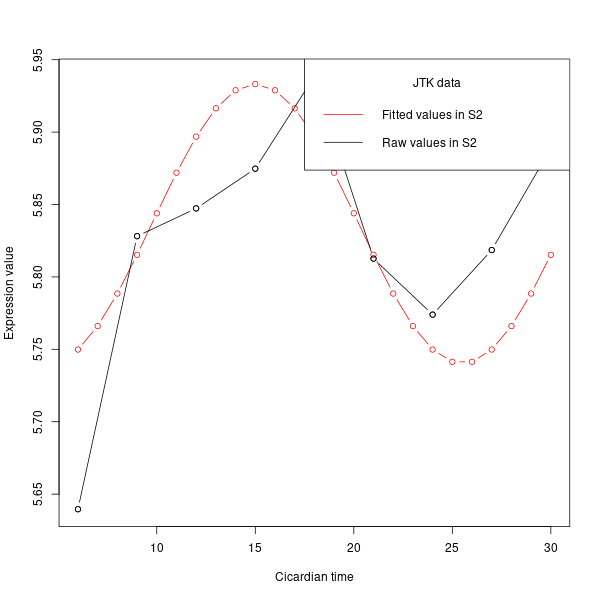 JTK data
Fitted values in S2
Raw values in S2
5.95
5.90
5.85
5.80
5.75
5.70
5.65
Expression value
10 15 20 25 30
Cicardian time